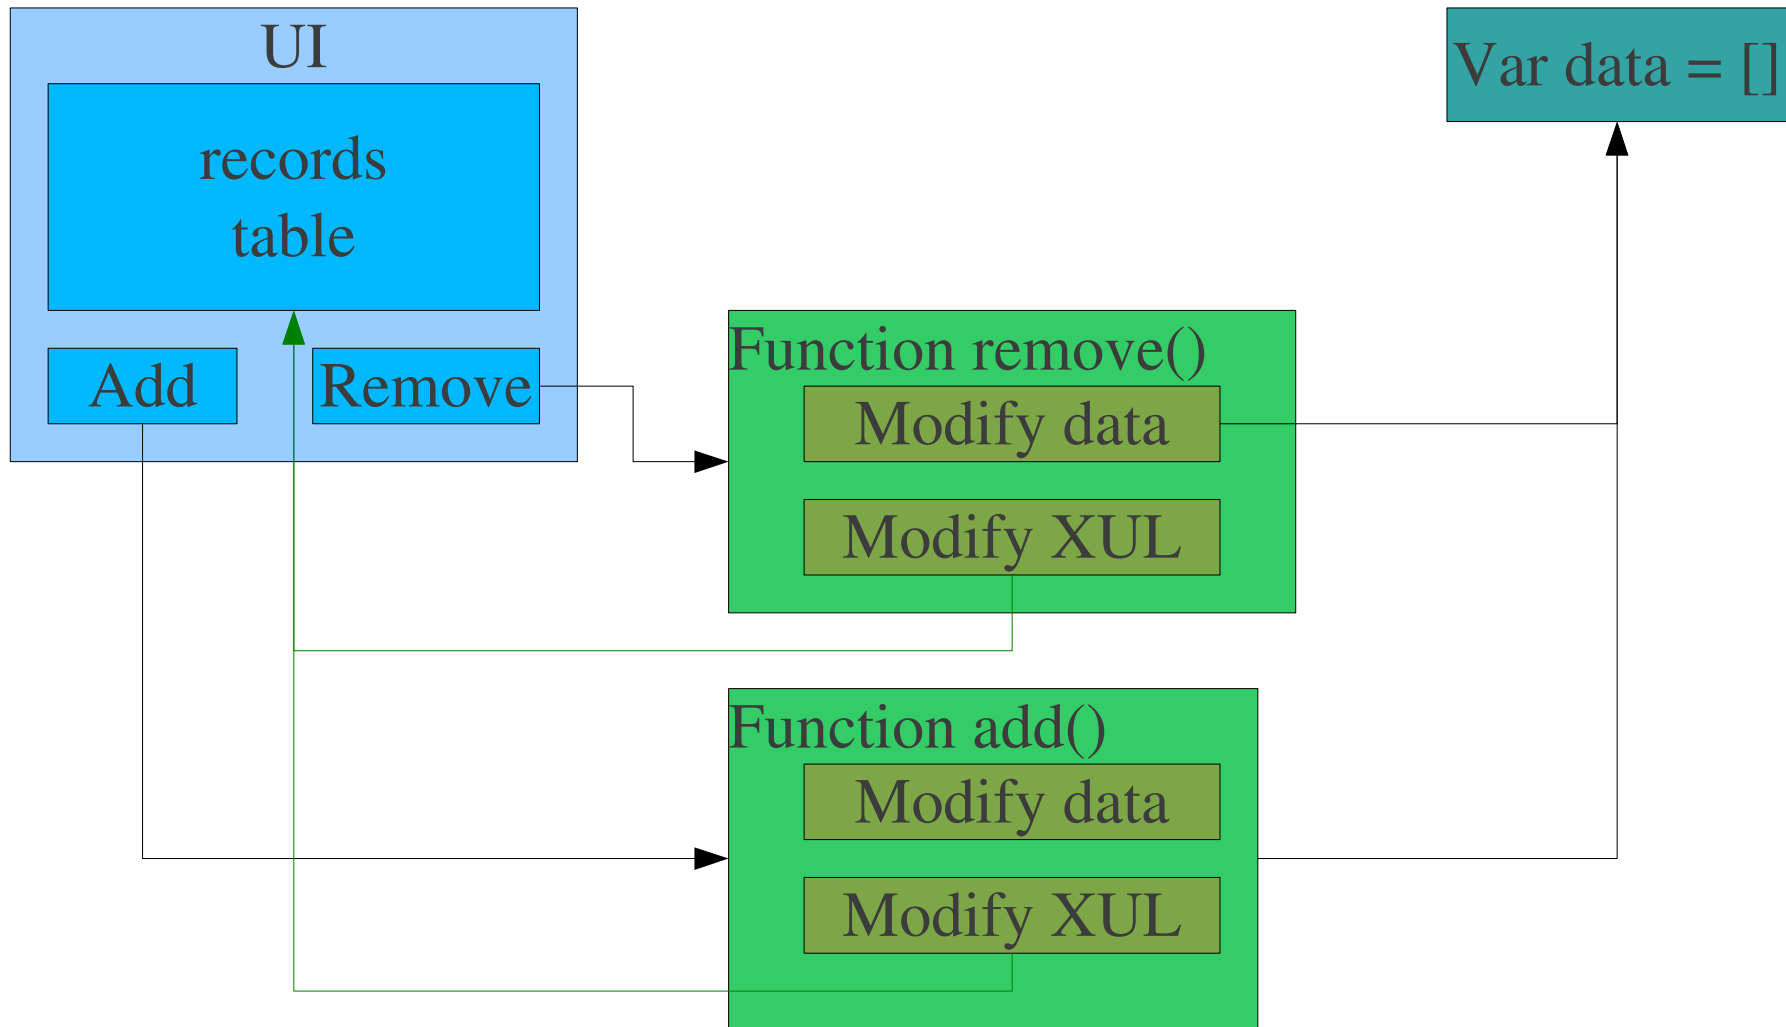 UI
records
table
Add
Remove
Var data = []
Function remove()
Modify data
Modify XUL
Function add()
Modify data
Modify XUL